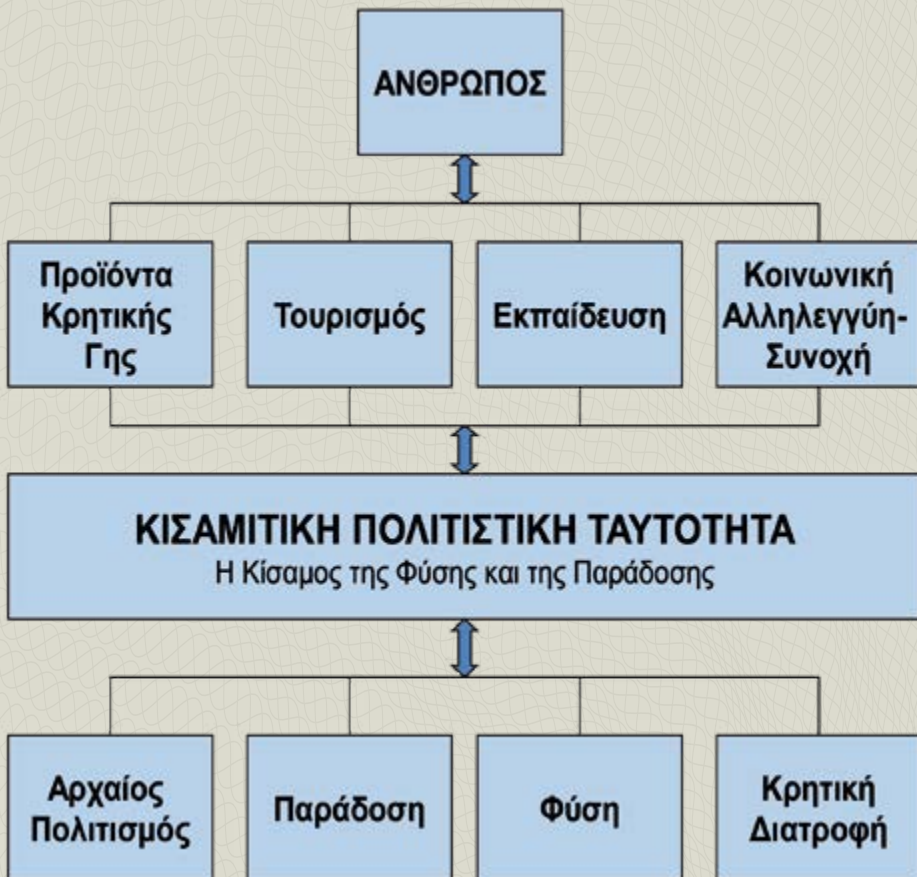 ΑΝΘΡΩΠΟΣ
Προϊόντα
Κρητικής
Γης
Τουρισμός
Εκπαίδευση
Κοινωνική
Αλληλεγγύη-
Συνοχή
ΚΙΣΑΜΙΤΙΚΗ ΠΟΛΙΤΙΣΤΙΚΗ ΤΑΥΤΟΤΗΤΑ
Η Κίσαμος της Φύσης και της Παράδοσης
Αρχαίος
Πολιτισμός
Παράδοση
Φύση
Κρητική
Διατροφή